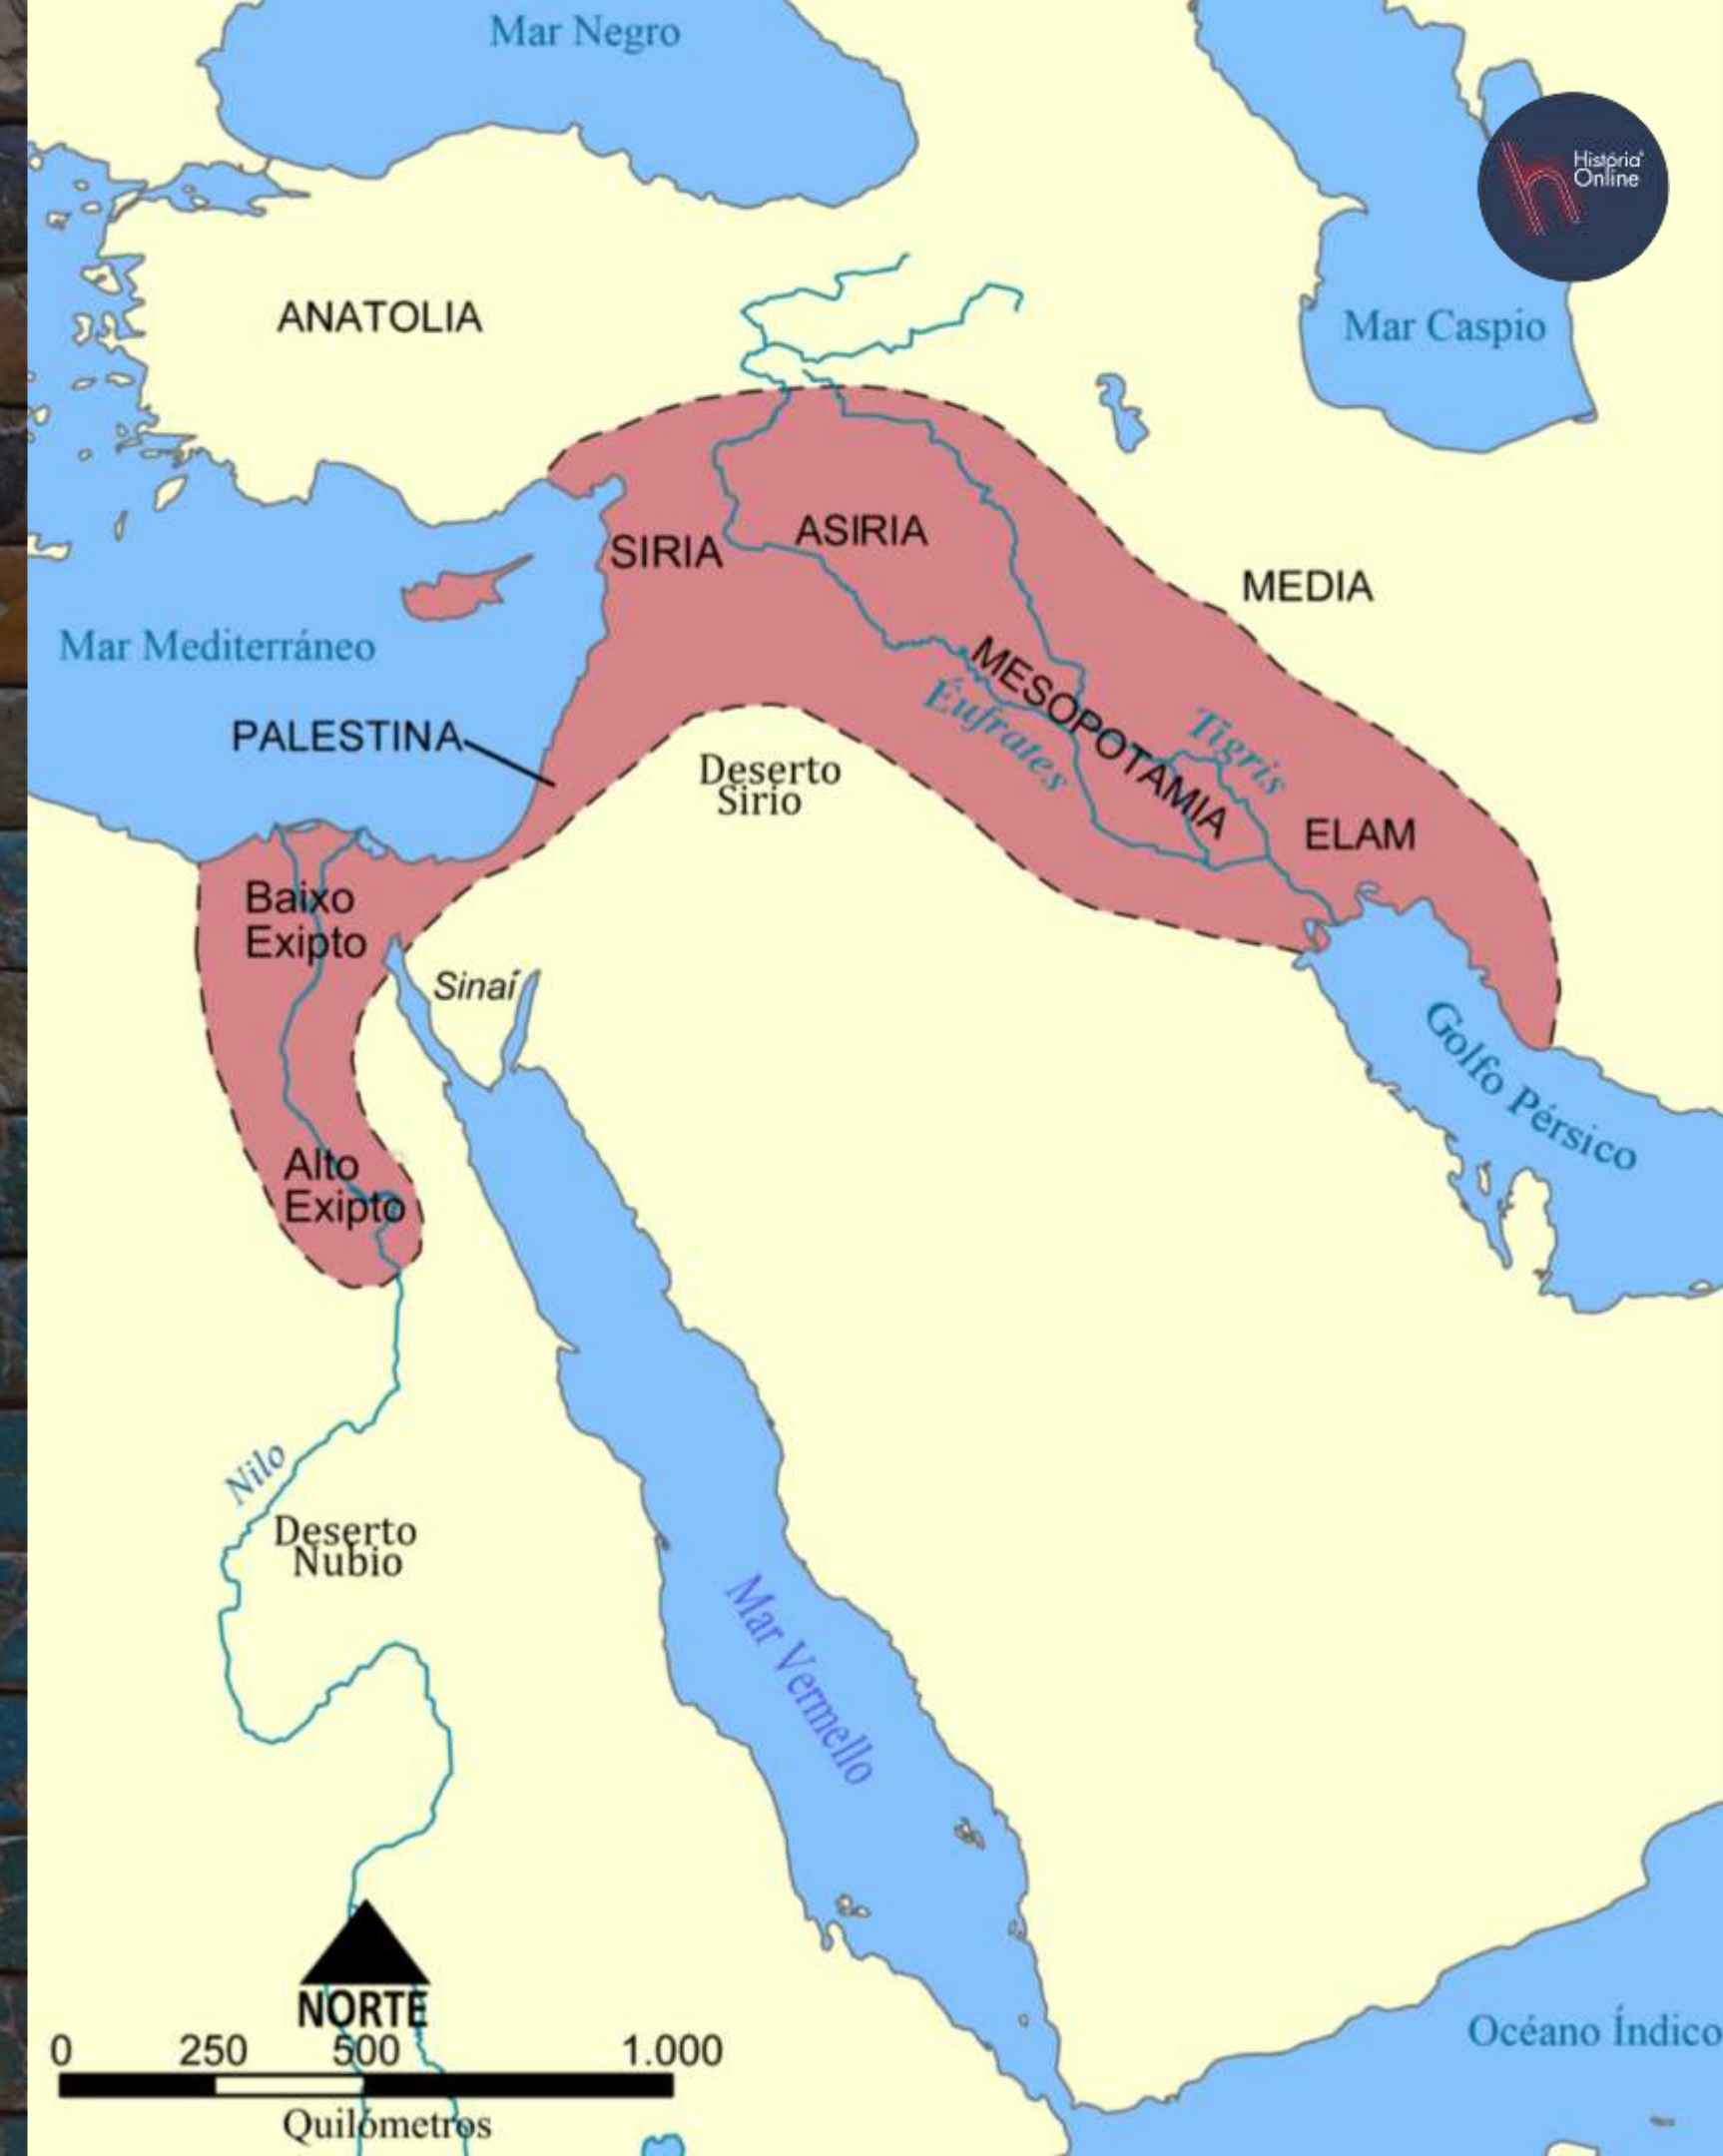 Mar Negro
História
Online
ANATOLIA
Mar Caspio
SIRIA
ASIRIA
MEDIA
Mar Mediterráneo
MESOPOTAMIA
Éufrates
Tigris
PALESTINA
Deserto
Sirio
ELAM
Baixo
Exipto
Sinaí
Golfo Pérsico
Alto
Exipto
Nilo
Deserto
Nubio
Mar Vermello
NORTE
0 250 500 1.000
Quilómetros
Océano Índico